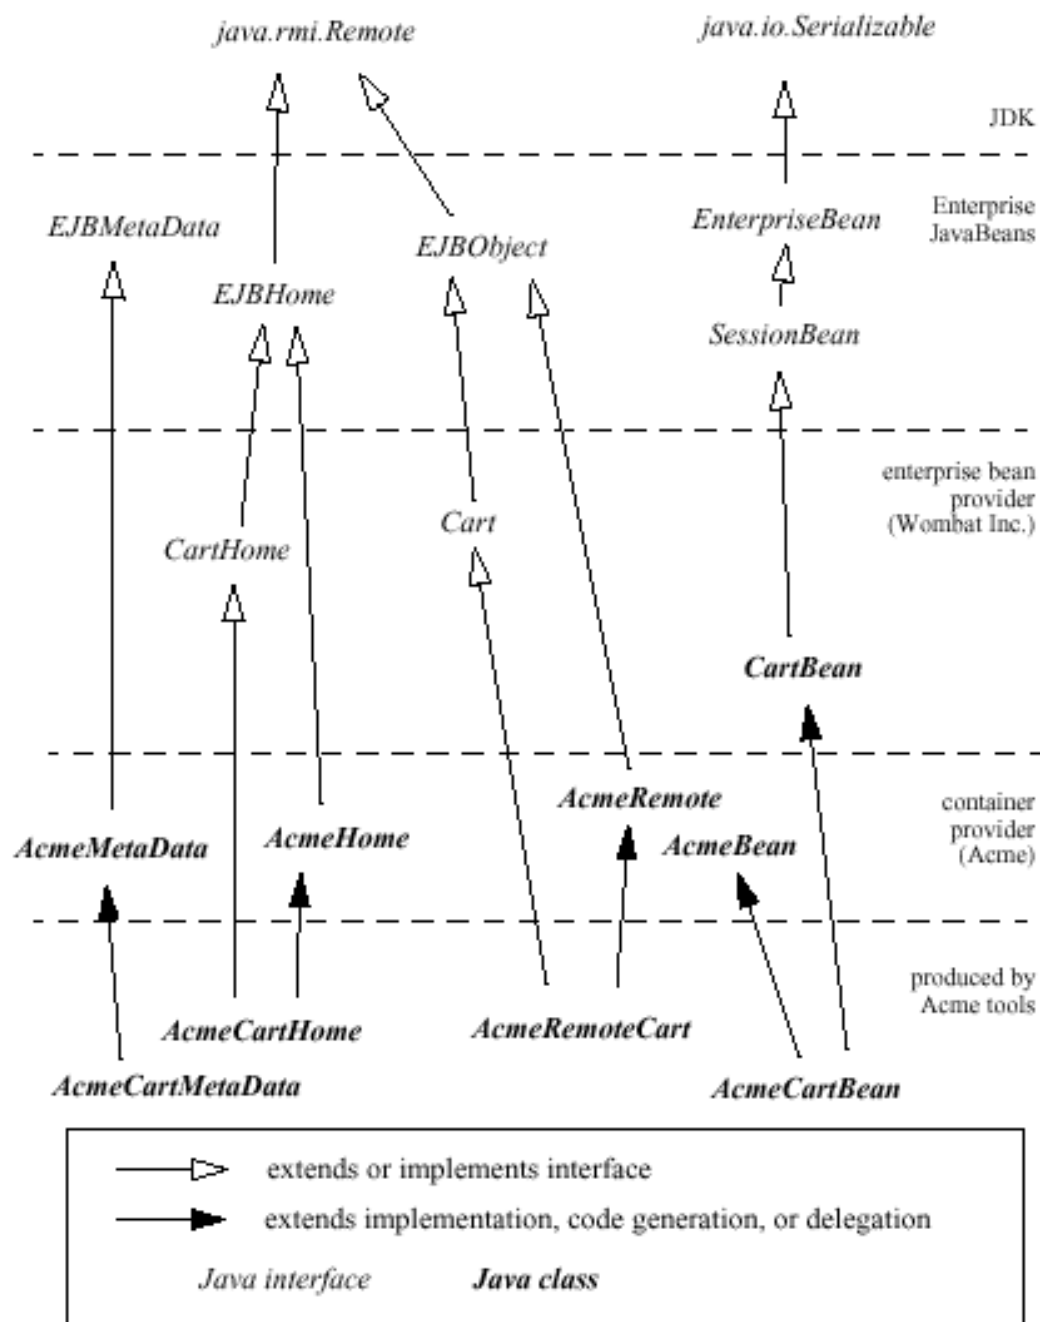 java.rmi.Remote
java.io.Serializable
JDK
EJBMetaData
EJBObject
EnterpriseBean
Enterprise
JavaBeans
EJBHome
SessionBean
enterprise bean
provider
(Wombat Inc.)
CartHome
Cart
CartBean
AcmeRemote
container
provider
(Acme)
AcmeMetaData
AcmeHome
AcmeBean
produced by
Acme tools
AcmeCartHome
AcmeRemoteCart
AcmeCartMetaData
AcmeCartBean
extends or implements interface
extends implementation, code generation, or delegation
Java interface
Java class